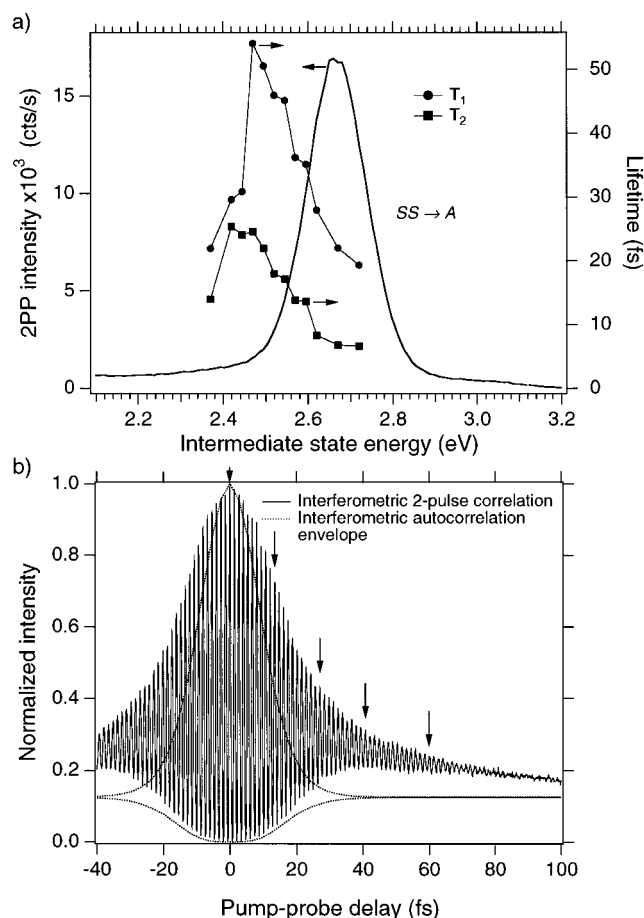 a)
2PP intensity x10³ (cts/s)
15
10
5
0
T₁
T₂
SS → A
50
40
30
20
10
0
Lifetime (fs)
2.2 2.4 2.6 2.8 3.0 3.2
Intermediate state energy (eV)
b)
Normalized intensity
1.0
0.8
0.6
0.4
0.2
0.0
Interferometric 2-pulse correlation
Interferometric autocorrelation
envelope
-40 -20 0 20 40 60 80 100
Pump-probe delay (fs)